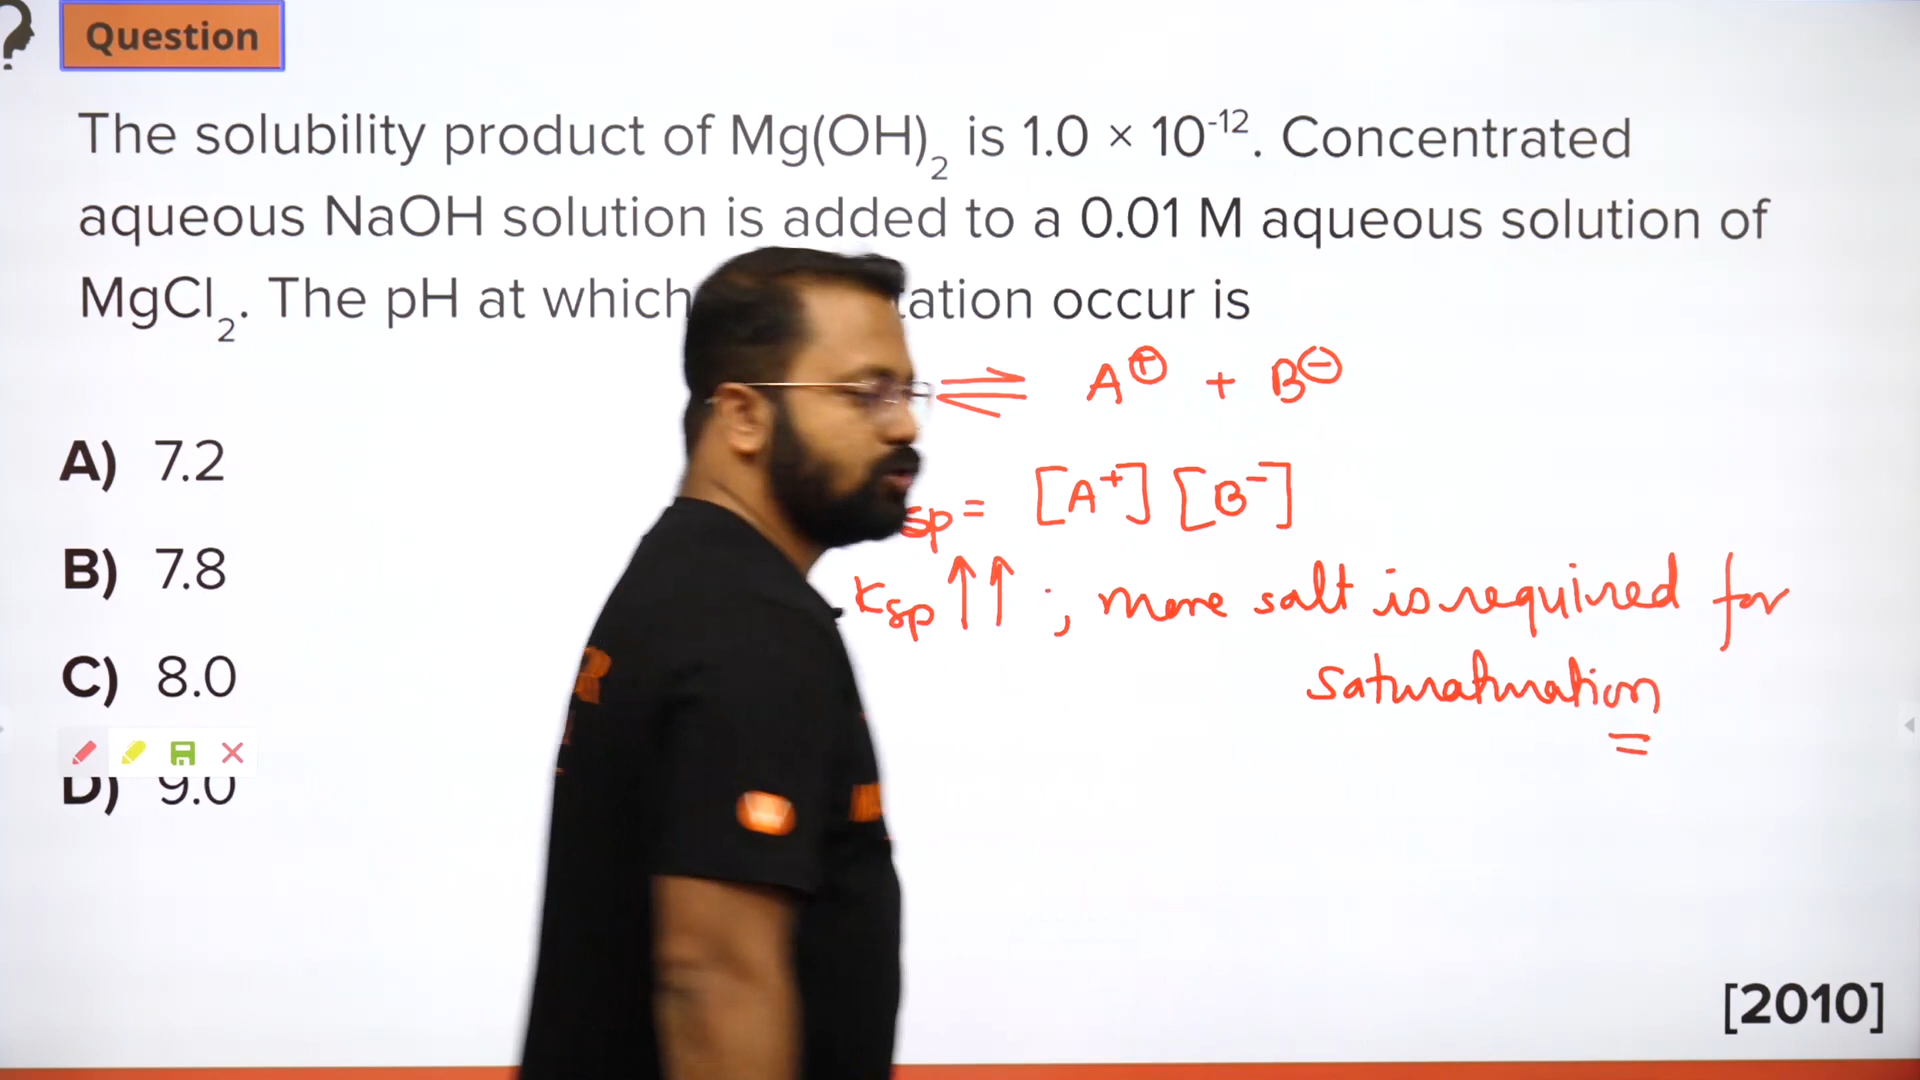 ?
Question
The solubility product of Mg(OH)₂ is 1.0 × 10⁻¹². Concentrated
aqueous NaOH solution is added to a 0.01 M aqueous solution of
MgCl₂. The pH at which tation occur is
⇌ A⊕ + B⊖
sp = [A⁺] [B⁻]
A) 7.2
B) 7.8
Ksp ↑↑ ; more salt is required for
C) 8.0
saturaturation
D) 9.0
[2010]